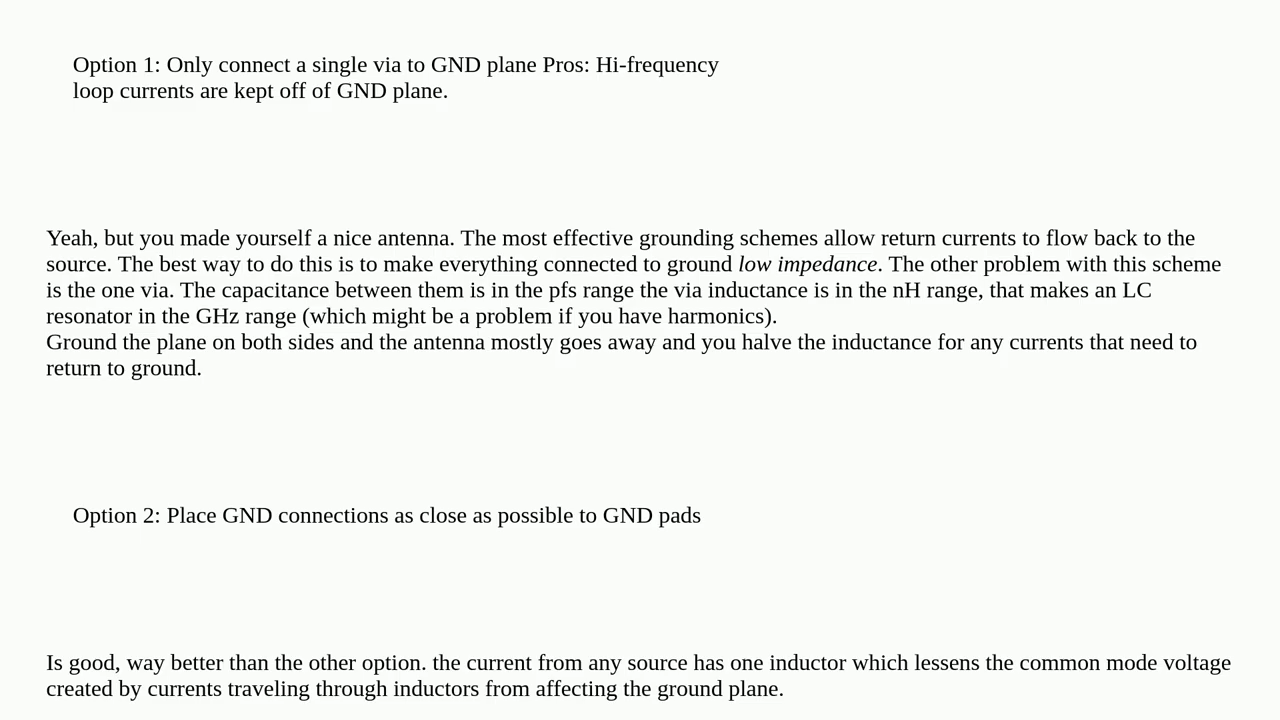 Option 1: Only connect a single via to GND plane Pros: Hi-frequency
loop currents are kept off of GND plane.
Yeah, but you made yourself a nice antenna. The most effective grounding schemes allow return currents to flow back to the
source. The best way to do this is to make everything connected to ground low impedance. The other problem with this scheme
is the one via. The capacitance between them is in the pfs range the via inductance is in the nH range, that makes an LC
resonator in the GHz range (which might be a problem if you have harmonics).
Ground the plane on both sides and the antenna mostly goes away and you halve the inductance for any currents that need to
return to ground.
Option 2: Place GND connections as close as possible to GND pads
Is good, way better than the other option. the current from any source has one inductor which lessens the common mode voltage
created by currents traveling through inductors from affecting the ground plane.